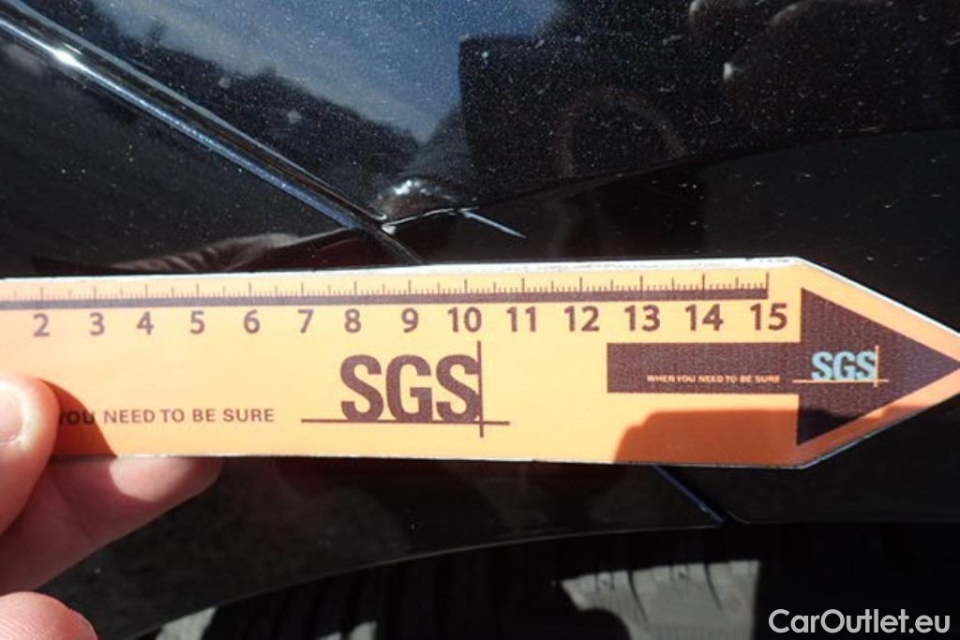 2 3 4 5 6 7 8 9 10 11 12 13 14 15
SGS
YOU NEED TO BE SURE
WHEN YOU NEED TO BE SURE
SGS
CarOutlet.eu